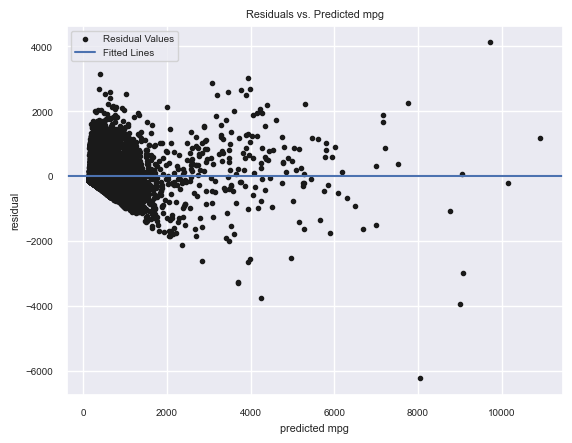 Residuals vs. Predicted mpg
Residual Values
Fitted Lines
4000
2000
0
−2000
−4000
−6000
residual
0
2000
4000
6000
8000
10000
predicted mpg